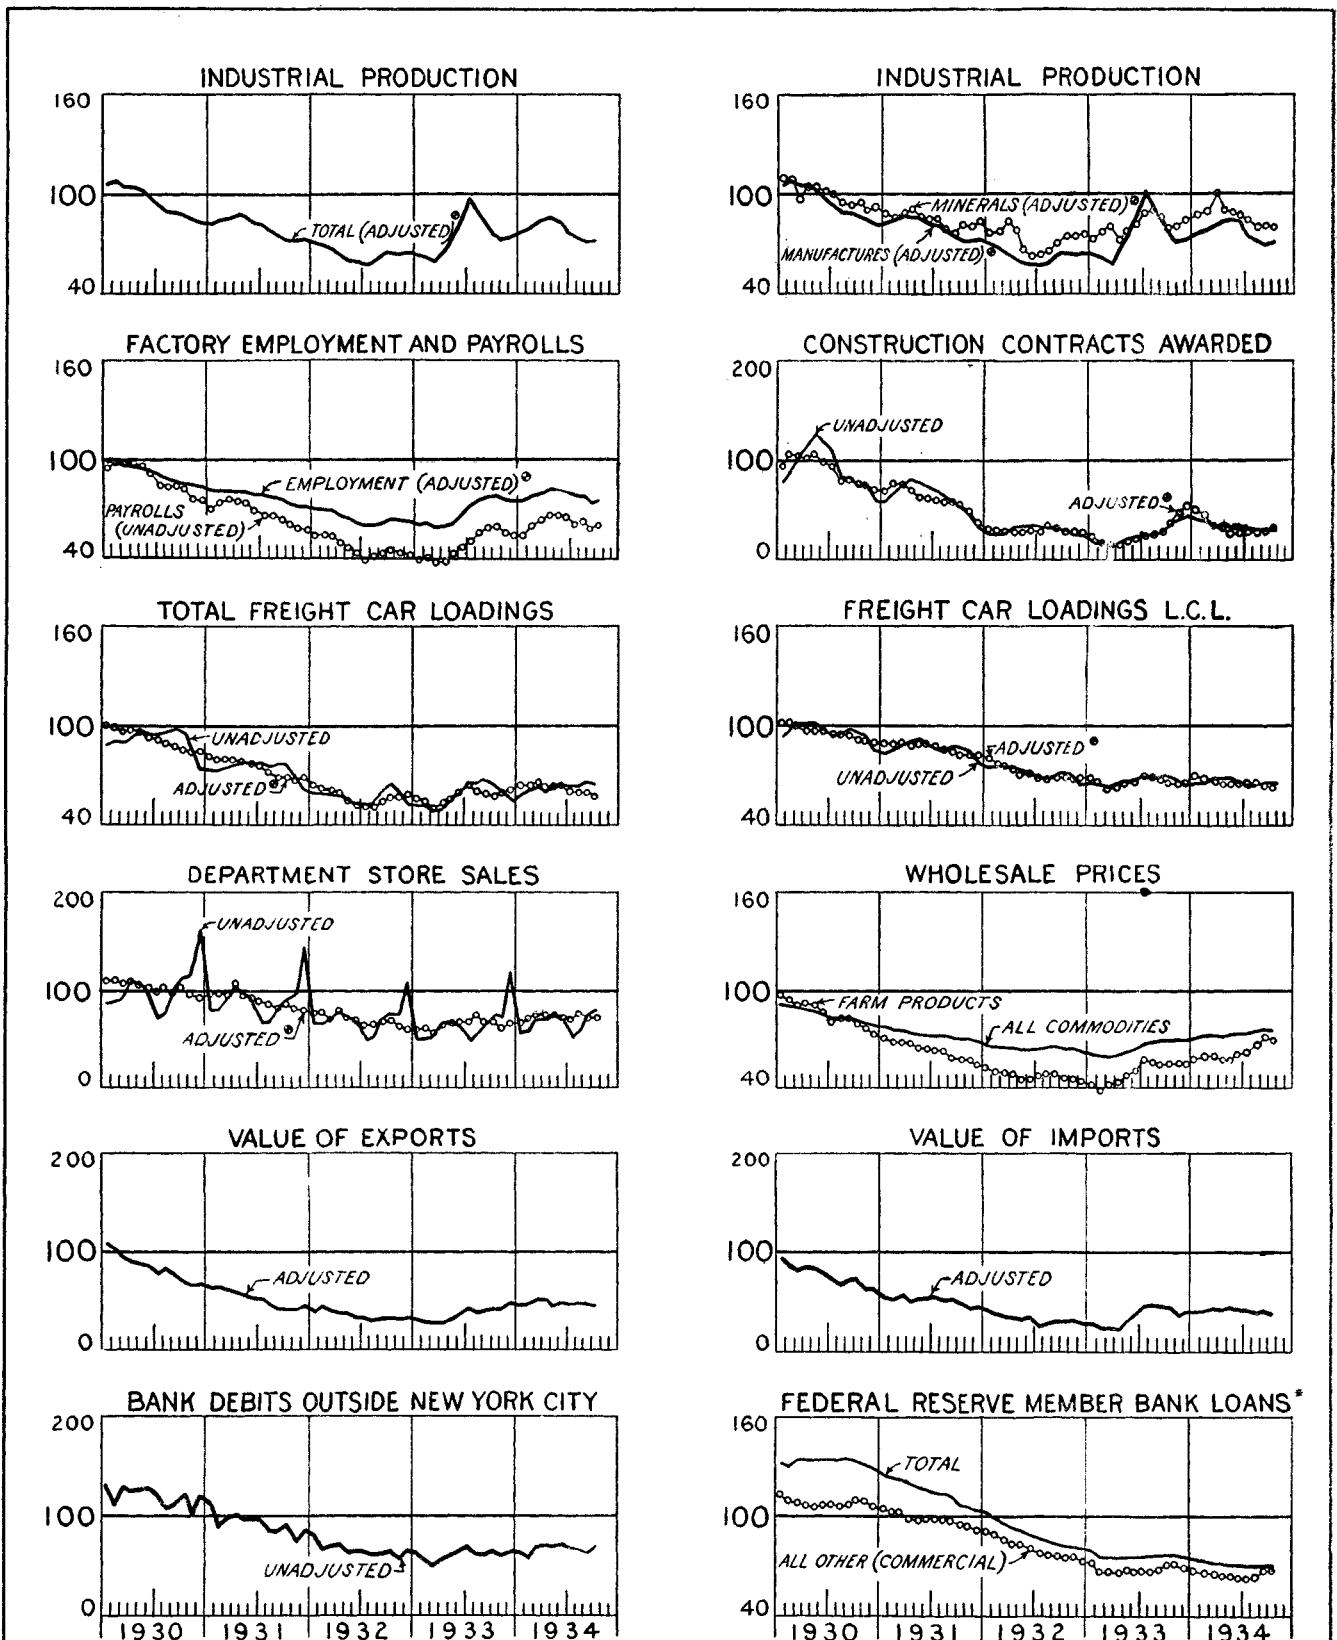 INDUSTRIAL PRODUCTION
160
100
40
TOTAL (ADJUSTED)
INDUSTRIAL PRODUCTION
160
100
40
MINERALS (ADJUSTED)
MANUFACTURES (ADJUSTED)
FACTORY EMPLOYMENT AND PAYROLLS
160
100
40
EMPLOYMENT (ADJUSTED)
PAYROLLS
(UNADJUSTED)
CONSTRUCTION CONTRACTS AWARDED
200
100
0
UNADJUSTED
ADJUSTED
TOTAL FREIGHT CAR LOADINGS
160
100
40
UNADJUSTED
ADJUSTED
FREIGHT CAR LOADINGS L.C.L.
160
100
40
ADJUSTED
UNADJUSTED
DEPARTMENT STORE SALES
200
100
0
UNADJUSTED
ADJUSTED
WHOLESALE PRICES
160
100
40
FARM PRODUCTS
ALL COMMODITIES
VALUE OF EXPORTS
200
100
0
ADJUSTED
VALUE OF IMPORTS
200
100
0
ADJUSTED
BANK DEBITS OUTSIDE NEW YORK CITY
200
100
0
UNADJUSTED
1930 1931 1932 1933 1934
FEDERAL RESERVE MEMBER BANK LOANS*
160
100
40
TOTAL
ALL OTHER (COMMERCIAL)
1930 1931 1932 1933 1934